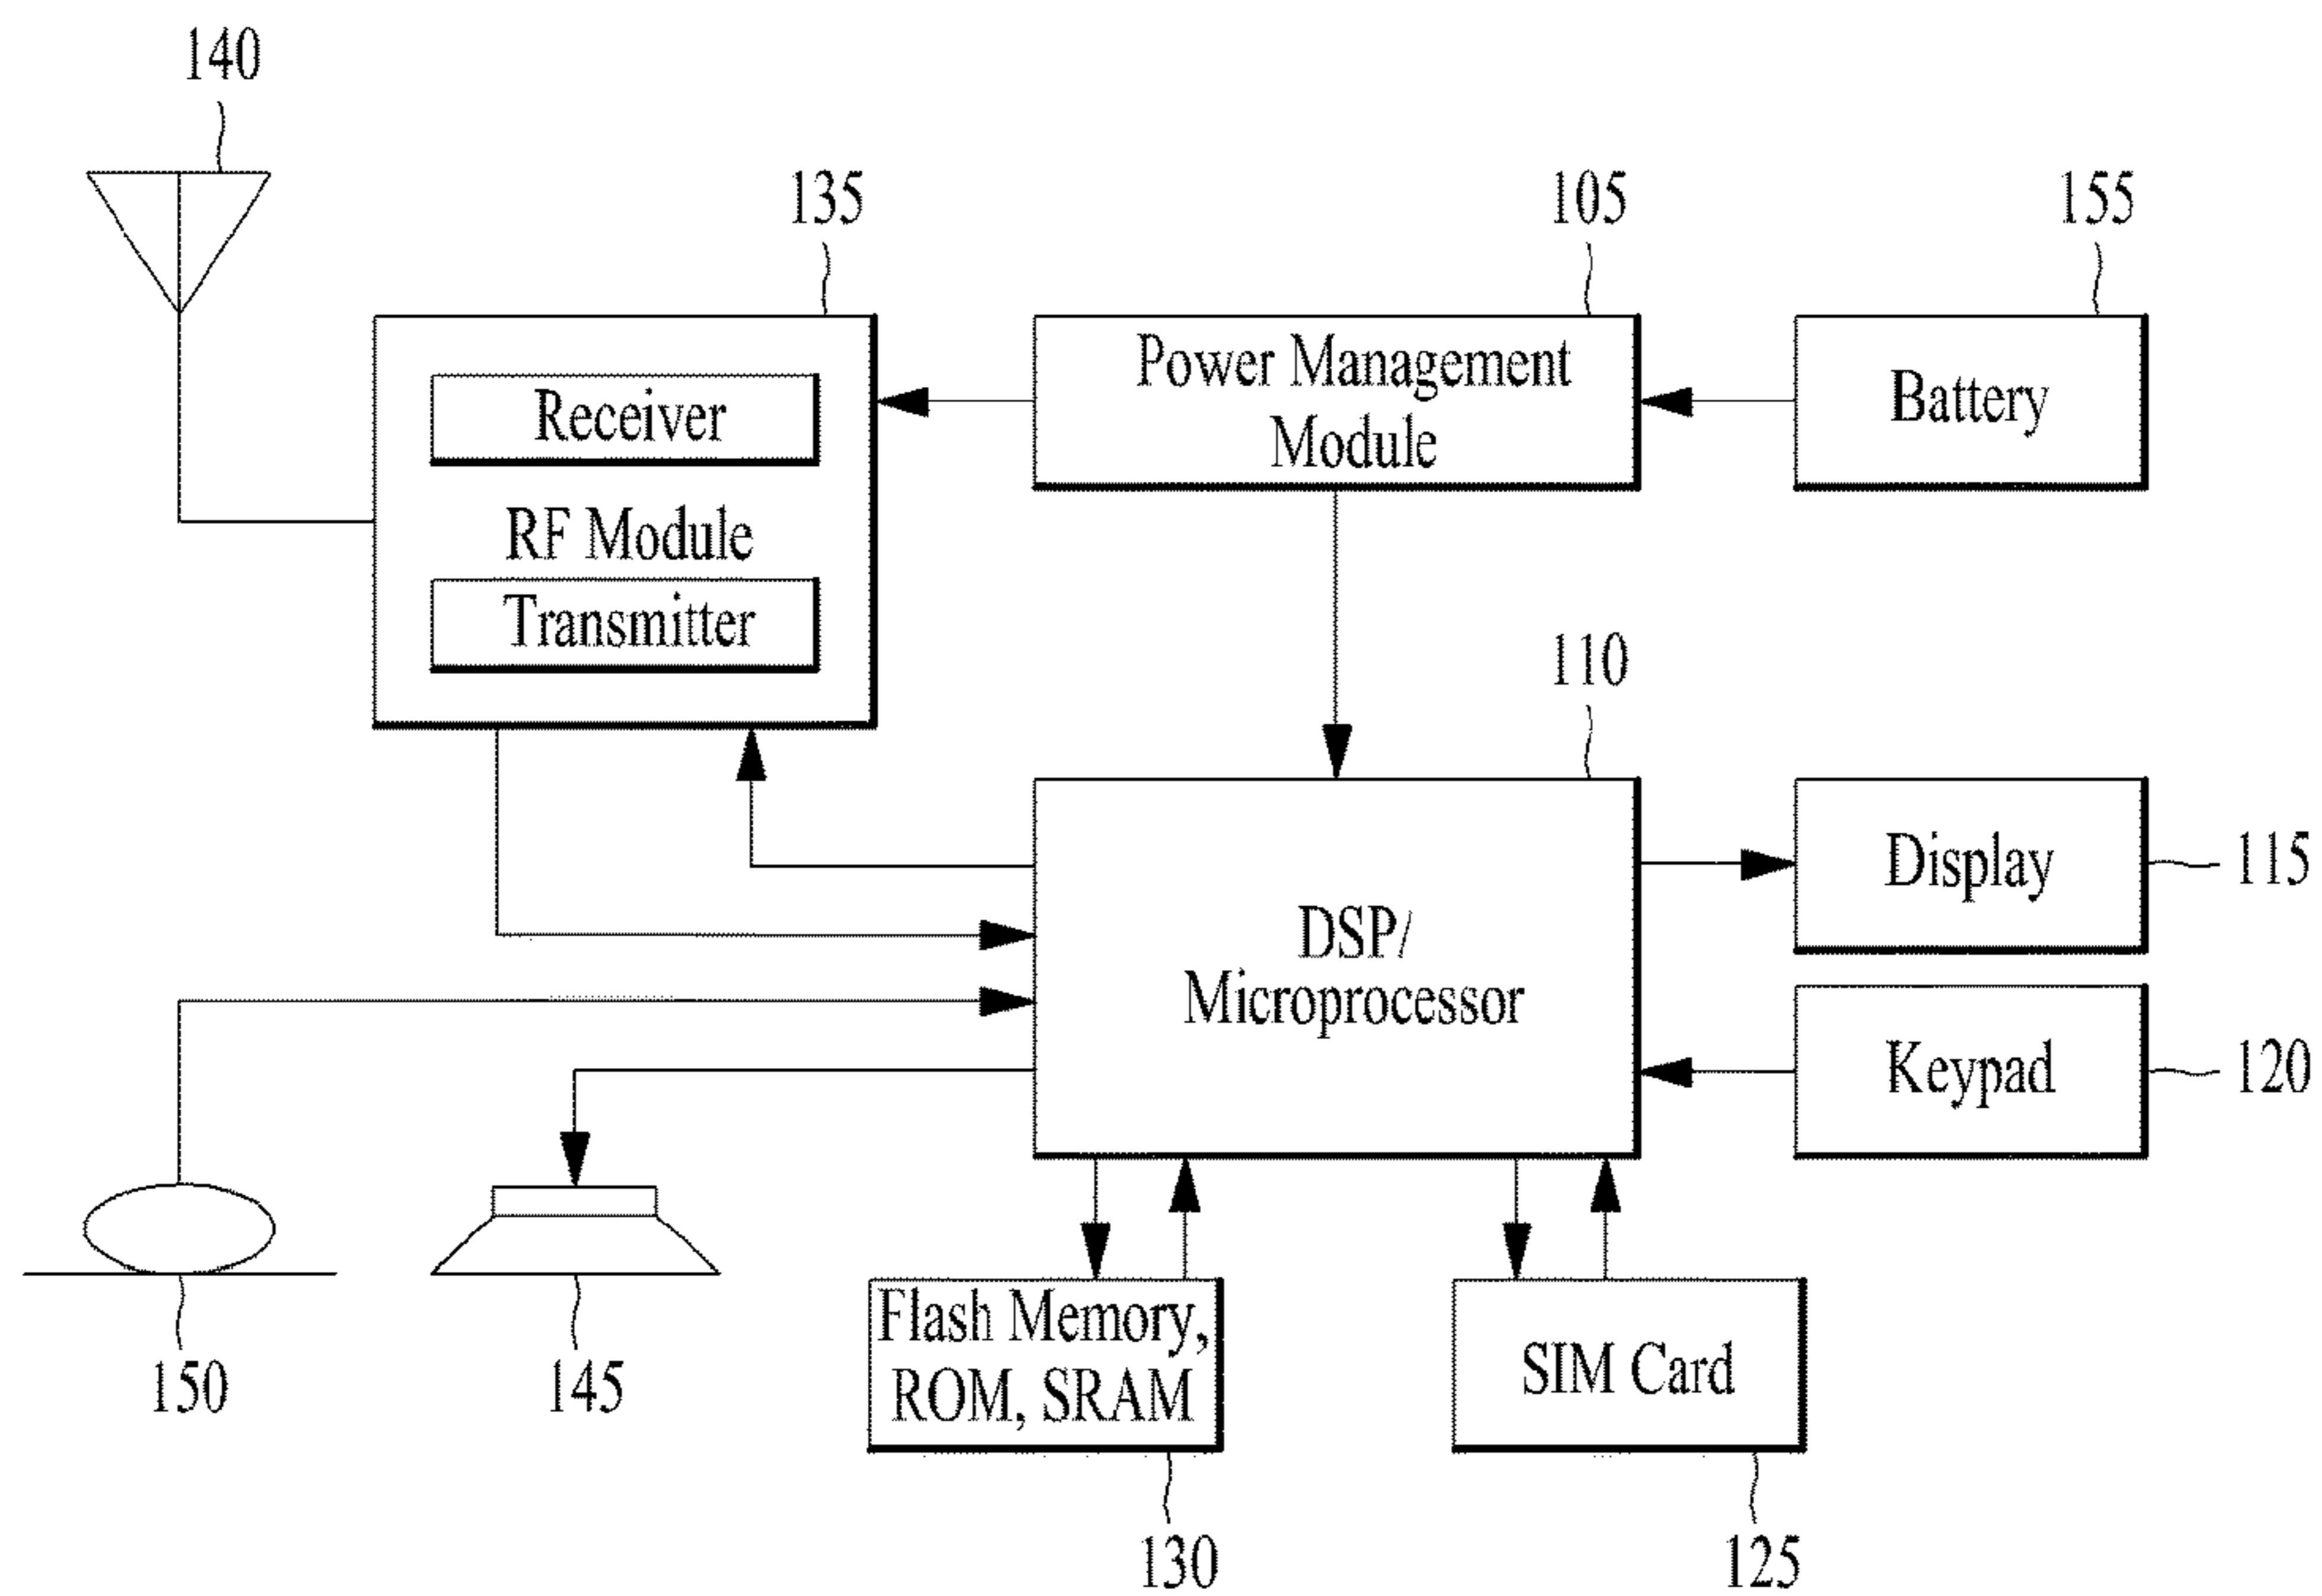 140
135
105
155
Receiver
RF Module
Transmitter
Power Management
Module
Battery
110
DSP/
Microprocessor
Display
115
Keypad
120
150
145
Flash Memory,
ROM, SRAM
SIM Card
130
125